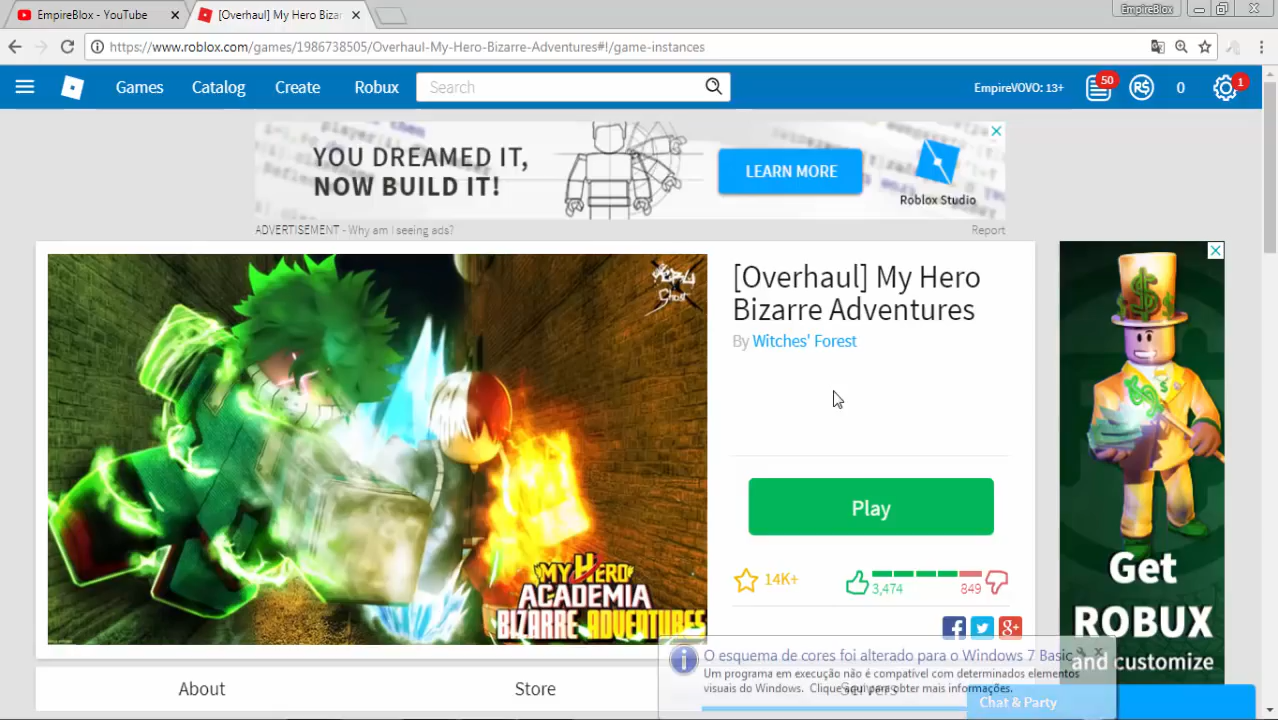 EmpireBlox - YouTube
[Overhaul] My Hero Bizar
EmpireBlox
https://www.roblox.com/games/1986738505/Overhaul-My-Hero-Bizarre-Adventures#!/game-instances
Games Catalog Create Robux Search EmpireVOVO: 13+ 50 R$ 0 1
YOU DREAMED IT,
NOW BUILD IT!
LEARN MORE
Roblox Studio
ADVERTISEMENT - Why am I seeing ads? Report
Ghost
MY HERO
ACADEMIA
BIZARRE ADVENTURES
[Overhaul] My Hero
Bizarre Adventures
By Witches' Forest
Play
14K+ 3,474 849
Get
ROBUX
and customize
O esquema de cores foi alterado para o Windows 7 Basic
Um programa em execução não é compatível com determinados elementos
visuais do Windows. Clique aqui para obter mais informações.
About Store Servers
Chat & Party